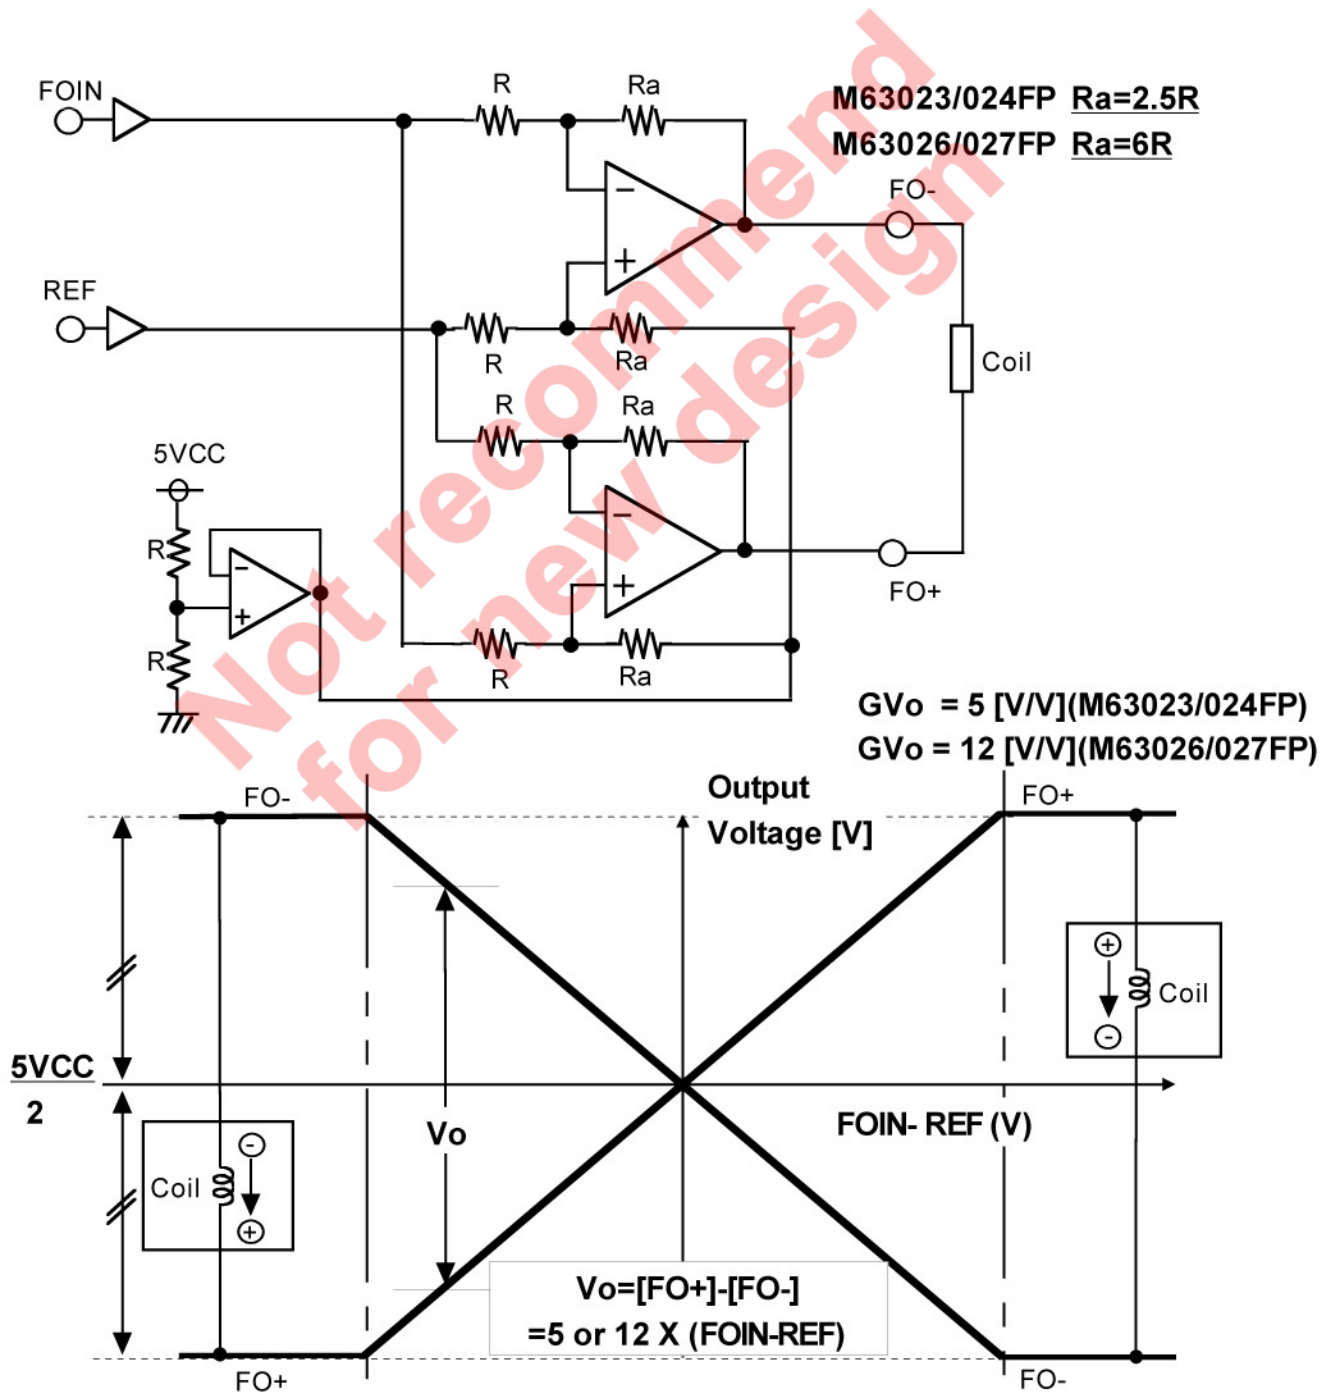 FOIN
R
Ra
M63023/024FP Ra=2.5R
M63026/027FP Ra=6R
FO-
−
+
REF
R
Ra
Coil
R
Ra
5VCC
−
R
−
+
+
FO+
R
R
Ra
GVo = 5 [V/V](M63023/024FP)
GVo = 12 [V/V](M63026/027FP)
Not recommend
for new design
FO-
Output
Voltage [V]
FO+
+
Coil
-
5VCC
2
Vo
FOIN- REF (V)
-
Coil
+
Vo=[FO+]-[FO-]
=5 or 12 X (FOIN-REF)
FO+
FO-